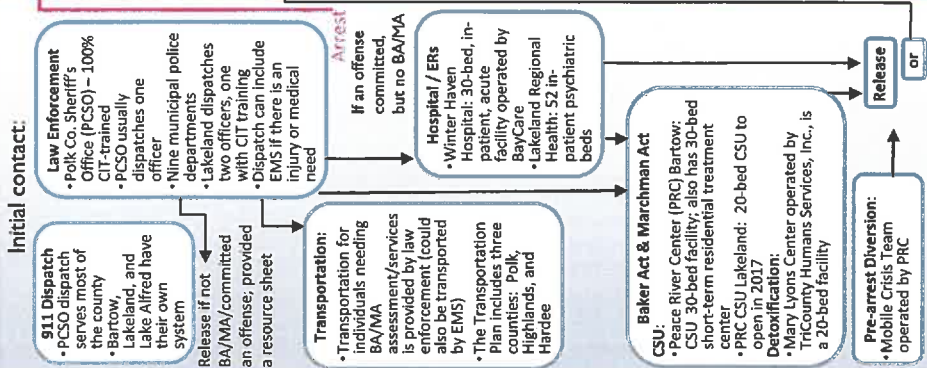 Initial contact:
911 Dispatch
•PCSO dispatch
serves most of
the county
•Bartow,
Lakeland, and
Lake Alfred have
their own
system
Law Enforcement
•Polk Co. Sheriff's
Office (PCSO) – 100%
CIT-trained
•PCSO usually
dispatches one
officer
•Nine municipal police
departments
•Lakeland dispatches
two officers, one
with CIT training
•Dispatch can include
EMS if there is an
injury or medical
need
Arrest
Release if not
BA/MA/committed
an offense; provided
a resource sheet
If an offense
committed,
but no BA/MA
Transportation:
•Transportation for
individuals needing
BA/MA
assessment/services
is provided by law
enforcement (could
also be transported
by EMS)
•The Transportation
Plan includes three
counties: Polk,
Highlands, and
Hardee
Hospital / ERs
•Winter Haven
Hospital: 30-bed, in-
patient, acute
facility operated by
BayCare
•Lakeland Regional
Health: 52 in-
patient psychiatric
beds
Baker Act & Marchman Act
CSU:
•Peace River Center (PRC) Bartow:
CSU 30-bed facility; also has 30-bed
short-term residential treatment
center
•PRC CSU Lakeland: 20-bed CSU to
open in 2017
Detoxification:
•Mary Lyons Center operated by
TriCounty Humans Services, Inc., is
a 20-bed facility
Pre-arrest Diversion:
•Mobile Crisis Team
operated by PRC
Release
or